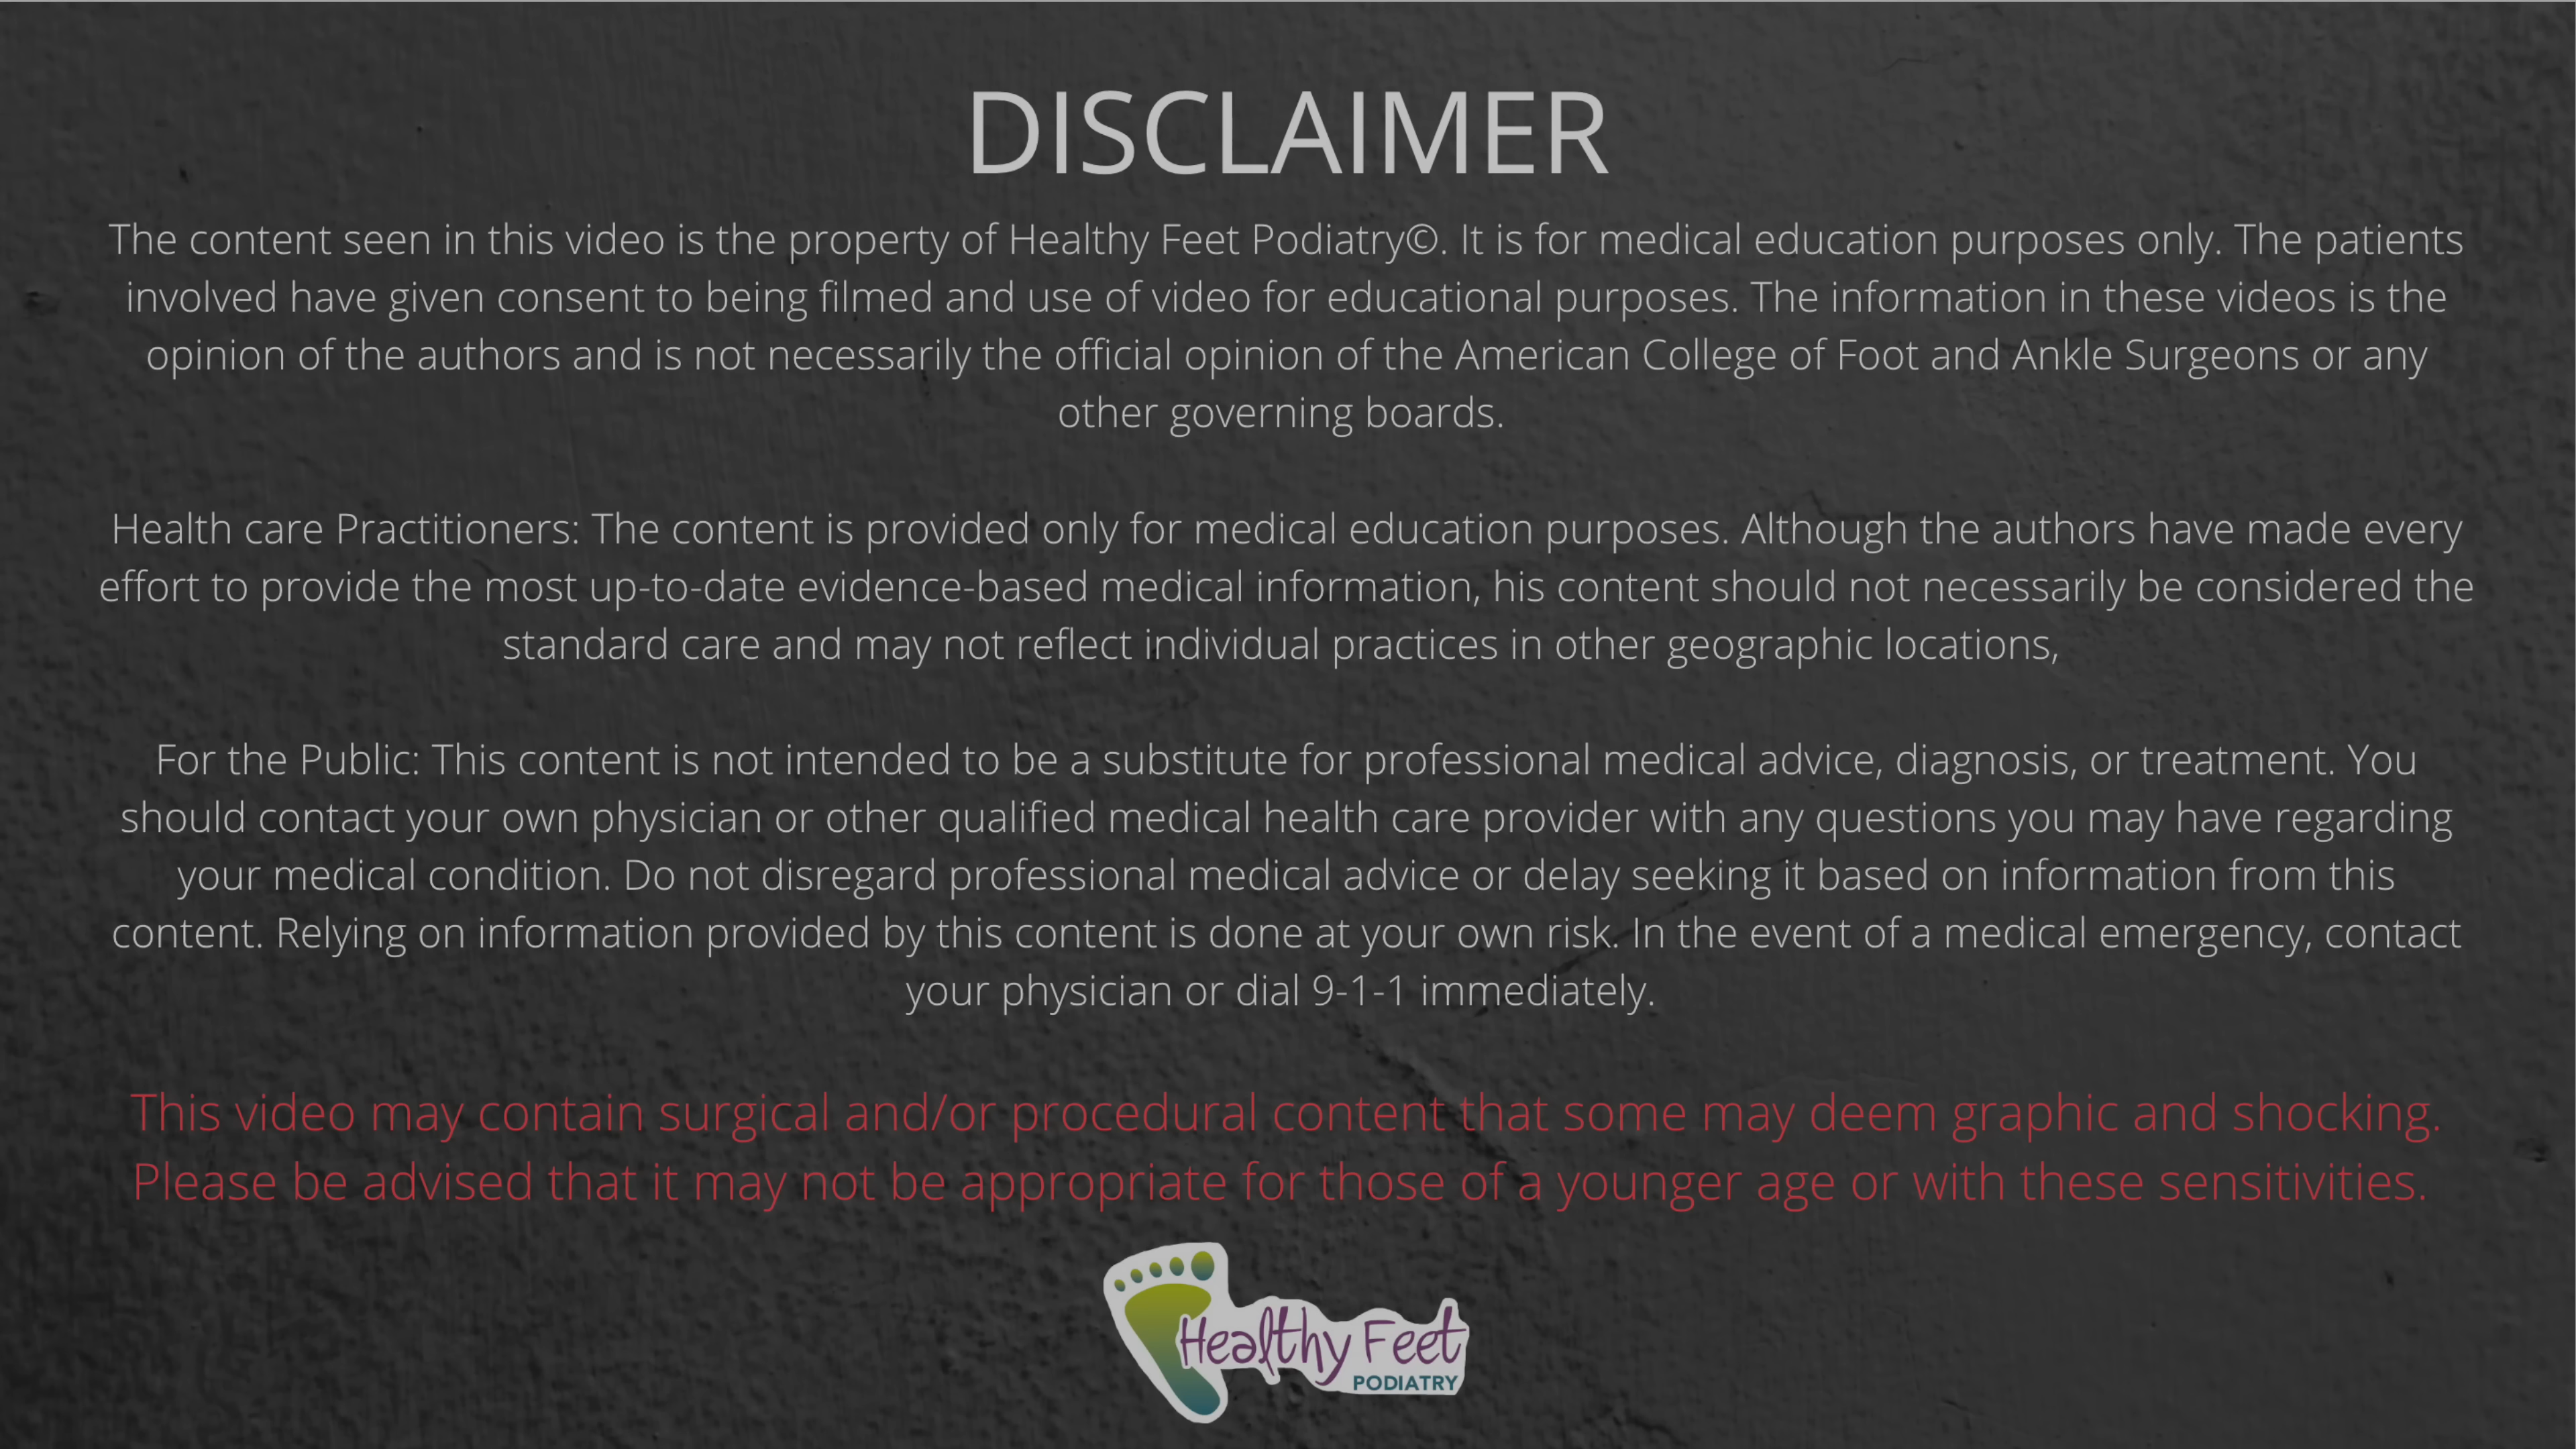 DISCLAIMER
The content seen in this video is the property of Healthy Feet Podiatry©. It is for medical education purposes only. The patients
involved have given consent to being filmed and use of video for educational purposes. The information in these videos is the
opinion of the authors and is not necessarily the official opinion of the American College of Foot and Ankle Surgeons or any
other governing boards.
Health care Practitioners: The content is provided only for medical education purposes. Although the authors have made every
effort to provide the most up-to-date evidence-based medical information, his content should not necessarily be considered the
standard care and may not reflect individual practices in other geographic locations,
For the Public: This content is not intended to be a substitute for professional medical advice, diagnosis, or treatment. You
should contact your own physician or other qualified medical health care provider with any questions you may have regarding
your medical condition. Do not disregard professional medical advice or delay seeking it based on information from this
content. Relying on information provided by this content is done at your own risk. In the event of a medical emergency, contact
your physician or dial 9-1-1 immediately.
This video may contain surgical and/or procedural content that some may deem graphic and shocking.
Please be advised that it may not be appropriate for those of a younger age or with these sensitivities.
Healthy Feet
PODIATRY